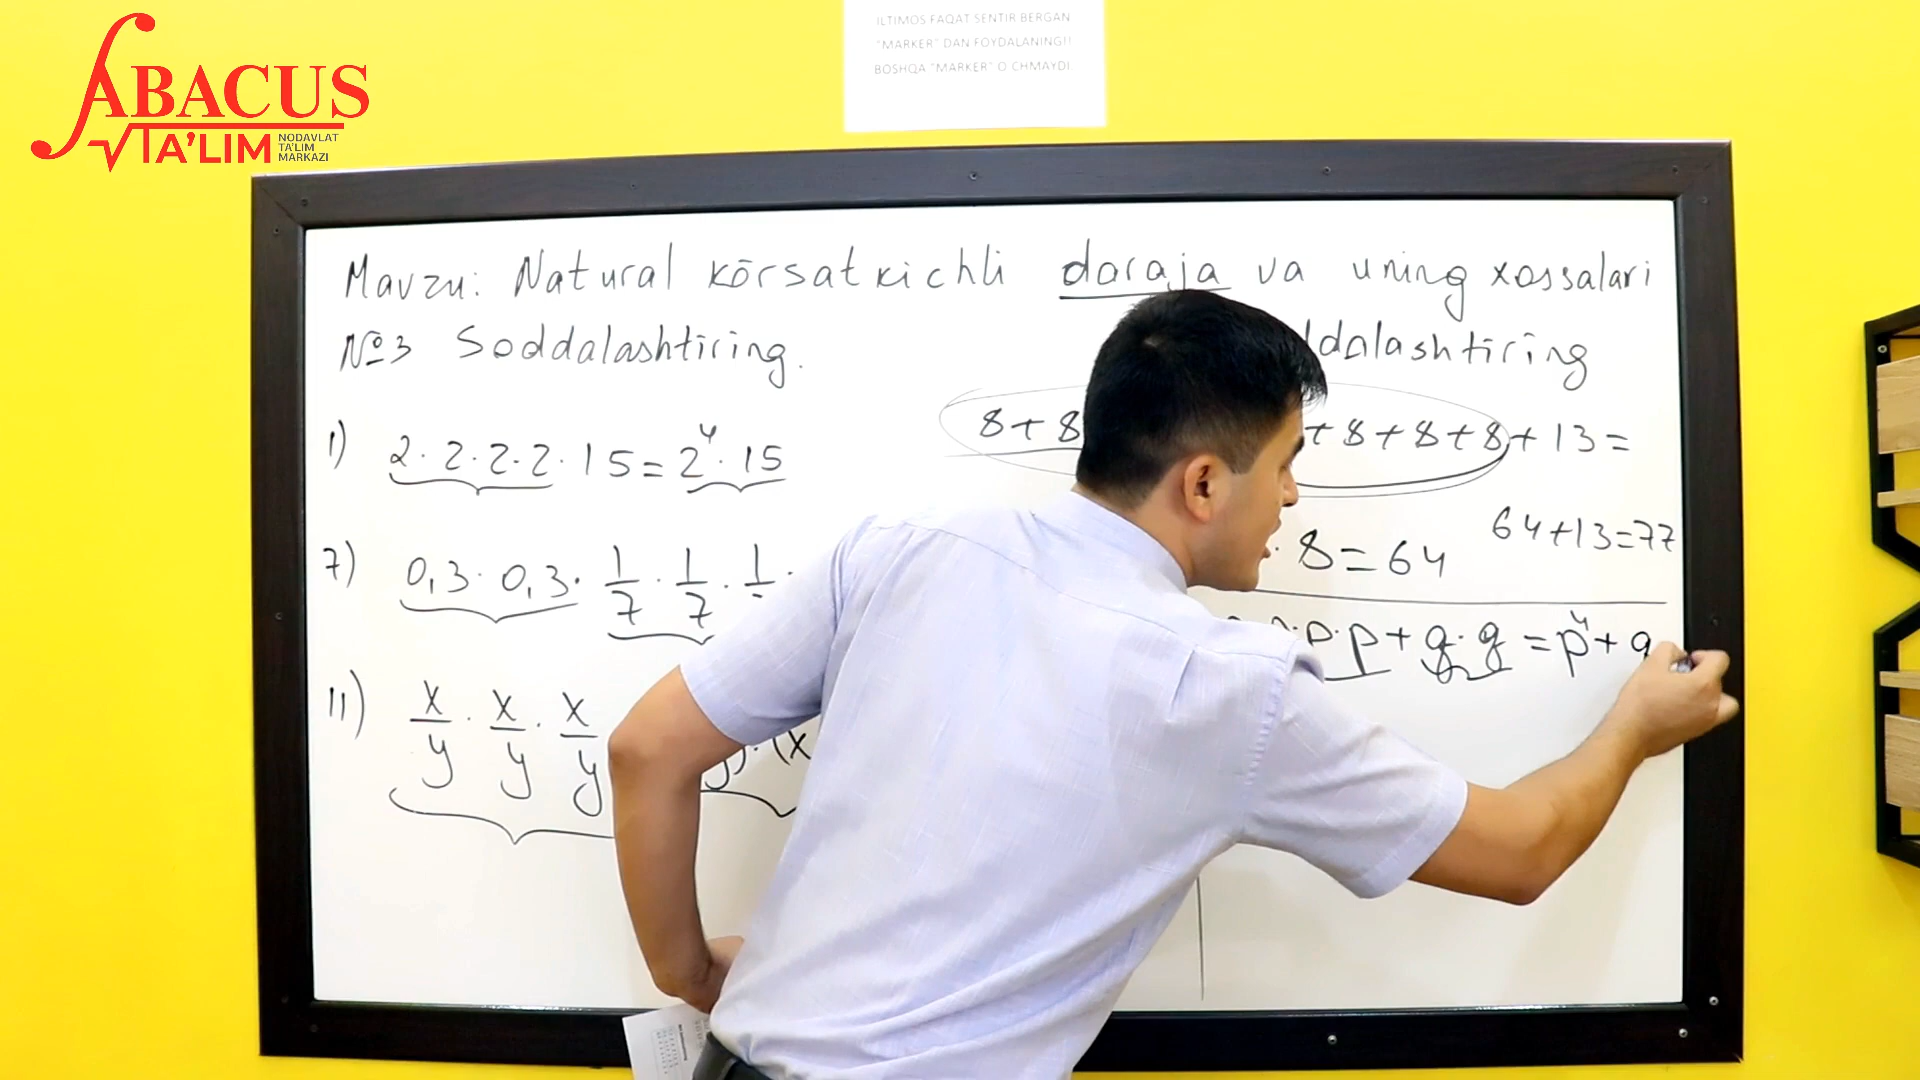 ABACUS
TA'LIM
NODAVLAT
TA'LIM
MARKAZI
ILTIMOS FAQAT SENTIR BERGAN
"MARKER" DAN FOYDALANING!!
BOSHQA "MARKER" O CHMAYDI
Mavzu: Natural kōrsatkichli daraja va uning xossalari
№3 Soddalashtiring.
1) 2·2·2·2·15=2⁴·15
7) 0,3·0,3·1/7·1/7·1/
11) x/y·x/y·x/y y)·(x
ddalashtiring
8+8 +8+8+8+13=
·8=64
64+13=77
·p·p+q·q=p⁴+q